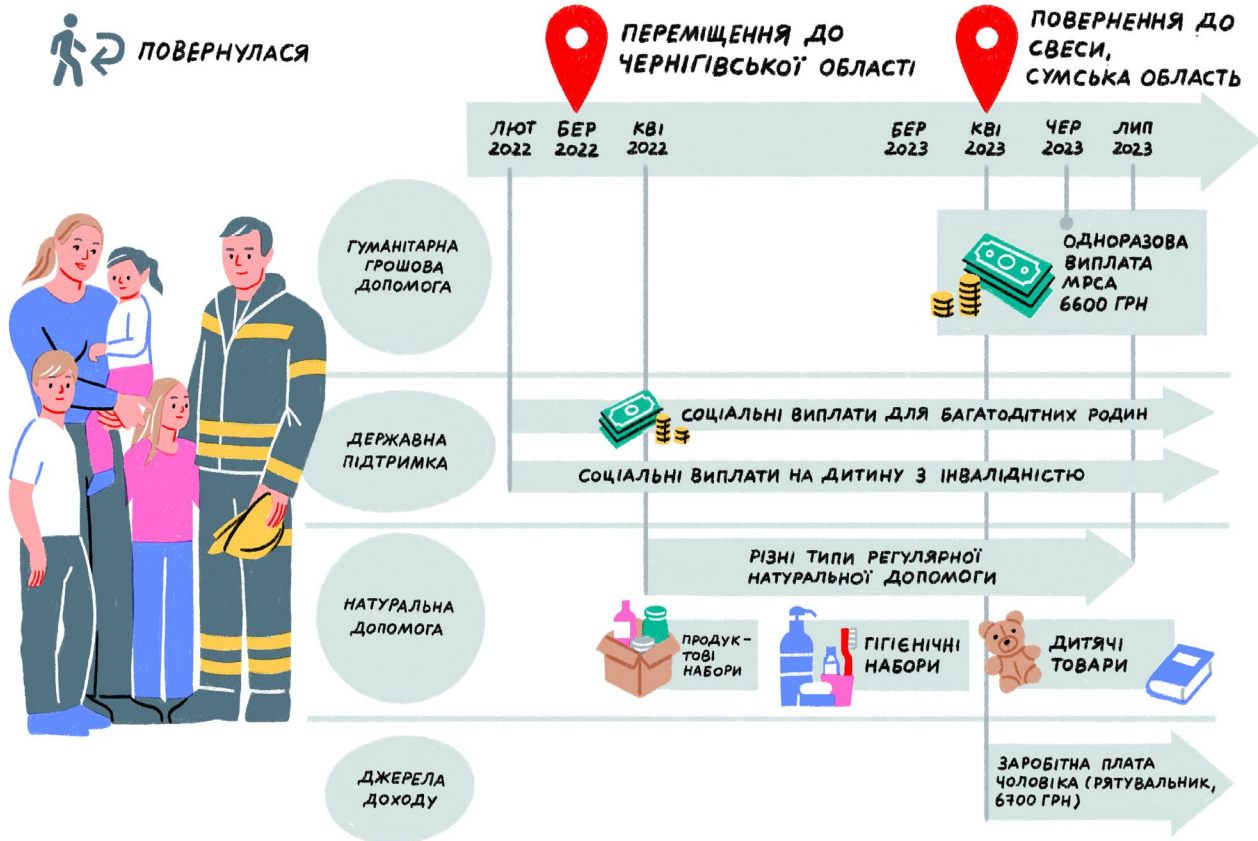 ПОВЕРНУЛАСЯ
ПЕРЕМІЩЕННЯ ДО
ЧЕРНІГІВСЬКОЇ ОБЛАСТІ
ПОВЕРНЕННЯ ДО
СВЕСИ,
СУМСЬКА ОБЛАСТЬ
ЛЮТ
2022
БЕР
2022
КВІ
2022
БЕР
2023
КВІ
2023
ЧЕР
2023
ЛИП
2023
ГУМАНІТАРНА
ГРОШОВА
ДОПОМОГА
ОДНОРАЗОВА
ВИПЛАТА
МРСА
6600 ГРН
ДЕРЖАВНА
ПІДТРИМКА
СОЦІАЛЬНІ ВИПЛАТИ ДЛЯ БАГАТОДІТНИХ РОДИН
СОЦІАЛЬНІ ВИПЛАТИ НА ДИТИНУ З ІНВАЛІДНІСТЮ
НАТУРАЛЬНА
ДОПОМОГА
РІЗНІ ТИПИ РЕГУЛЯРНОЇ
НАТУРАЛЬНОЇ ДОПОМОГИ
ПРОДУК-
ТОВІ
НАБОРИ
ГІГІЄНІЧНІ
НАБОРИ
ДИТЯЧІ
ТОВАРИ
ДЖЕРЕЛА
ДОХОДУ
ЗАРОБІТНА ПЛАТА
ЧОЛОВІКА (РЯТУВАЛЬНИК,
6700 ГРН)